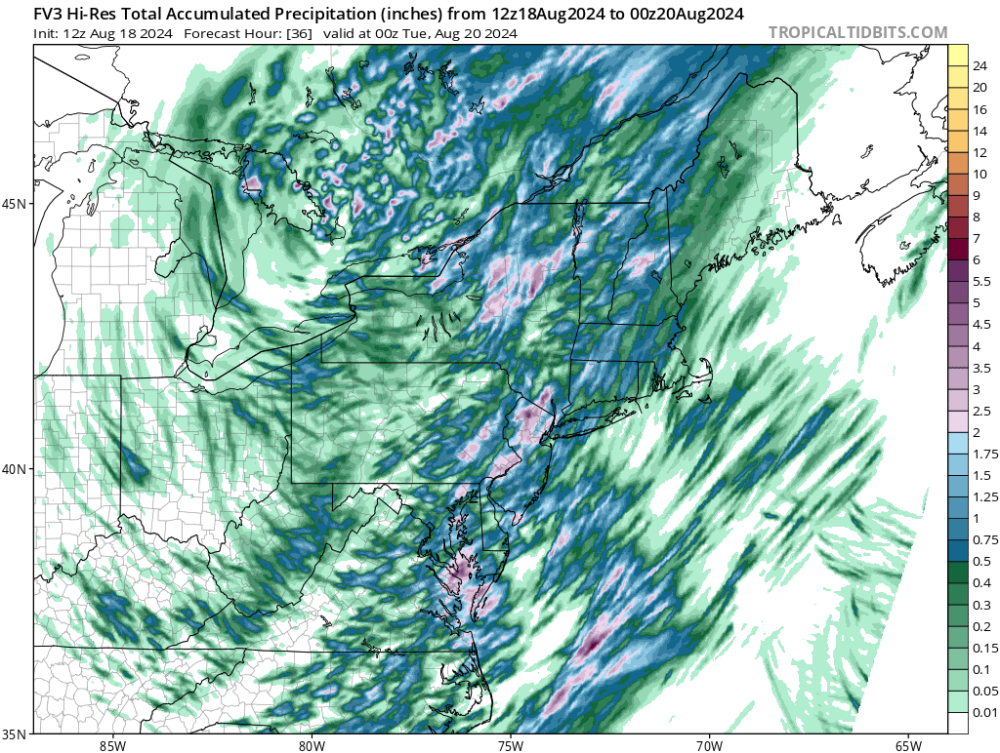 FV3 Hi-Res Total Accumulated Precipitation (inches) from 12z18Aug2024 to 00z20Aug2024
Init: 12z Aug 18 2024 Forecast Hour: [36] valid at 00z Tue, Aug 20 2024
TROPICALTIDBITS.COM
24
20
16
14
12
10
9
8
7
6
5.5
5
4.5
4
3.5
3
2.5
2
1.75
1.5
1.25
1
0.75
0.5
0.4
0.3
0.2
0.15
0.1
0.05
0.01
45N
40N
35N
85W
80W
75W
70W
65W